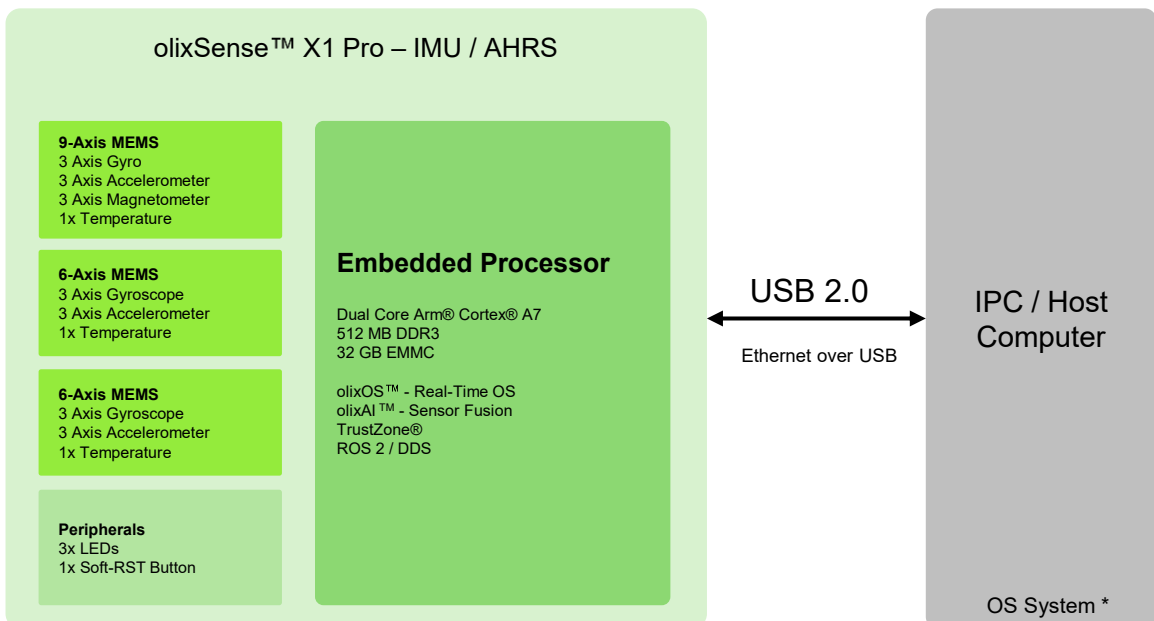 olixSense™ X1 Pro – IMU / AHRS
9-Axis MEMS
3 Axis Gyro
3 Axis Accelerometer
3 Axis Magnetometer
1x Temperature
6-Axis MEMS
3 Axis Gyroscope
3 Axis Accelerometer
1x Temperature
6-Axis MEMS
3 Axis Gyroscope
3 Axis Accelerometer
1x Temperature
Peripherals
3x LEDs
1x Soft-RST Button
Embedded Processor
Dual Core Arm® Cortex® A7
512 MB DDR3
32 GB EMMC
olixOS™ - Real-Time OS
olixAI™ - Sensor Fusion
TrustZone®
ROS 2 / DDS
USB 2.0
Ethernet over USB
IPC / Host
Computer
OS System *